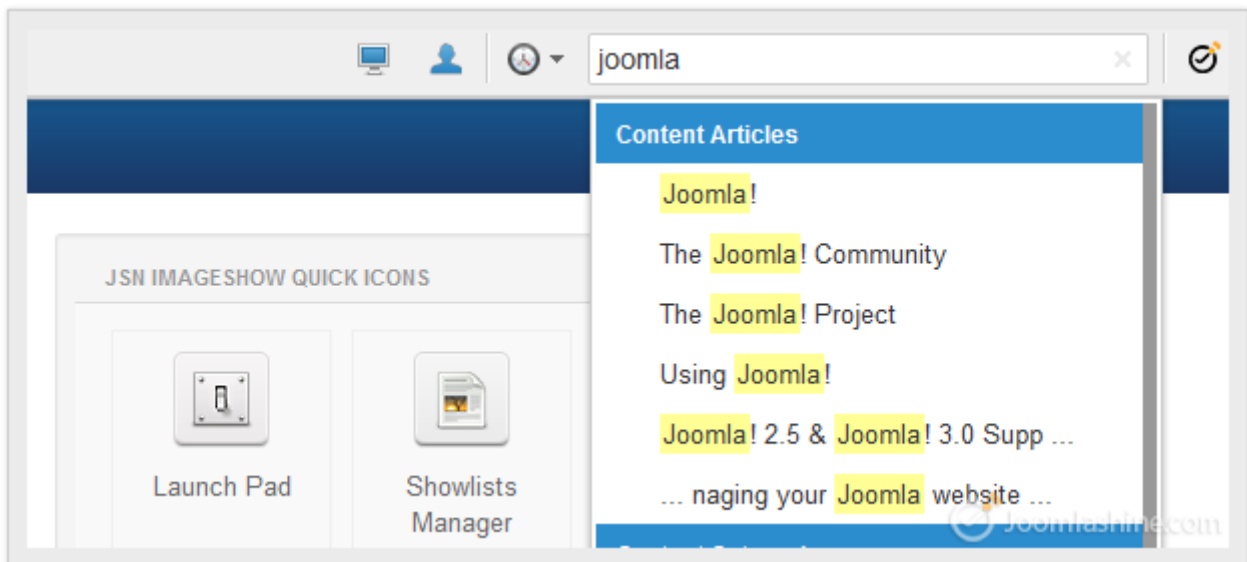 joomla
Content Articles
Joomla!
The Joomla! Community
The Joomla! Project
Using Joomla!
Joomla! 2.5 & Joomla! 3.0 Supp ...
... naging your Joomla website ...
JSN IMAGESHOW QUICK ICONS
Launch Pad
Showlists
Manager
Joomlashine.com